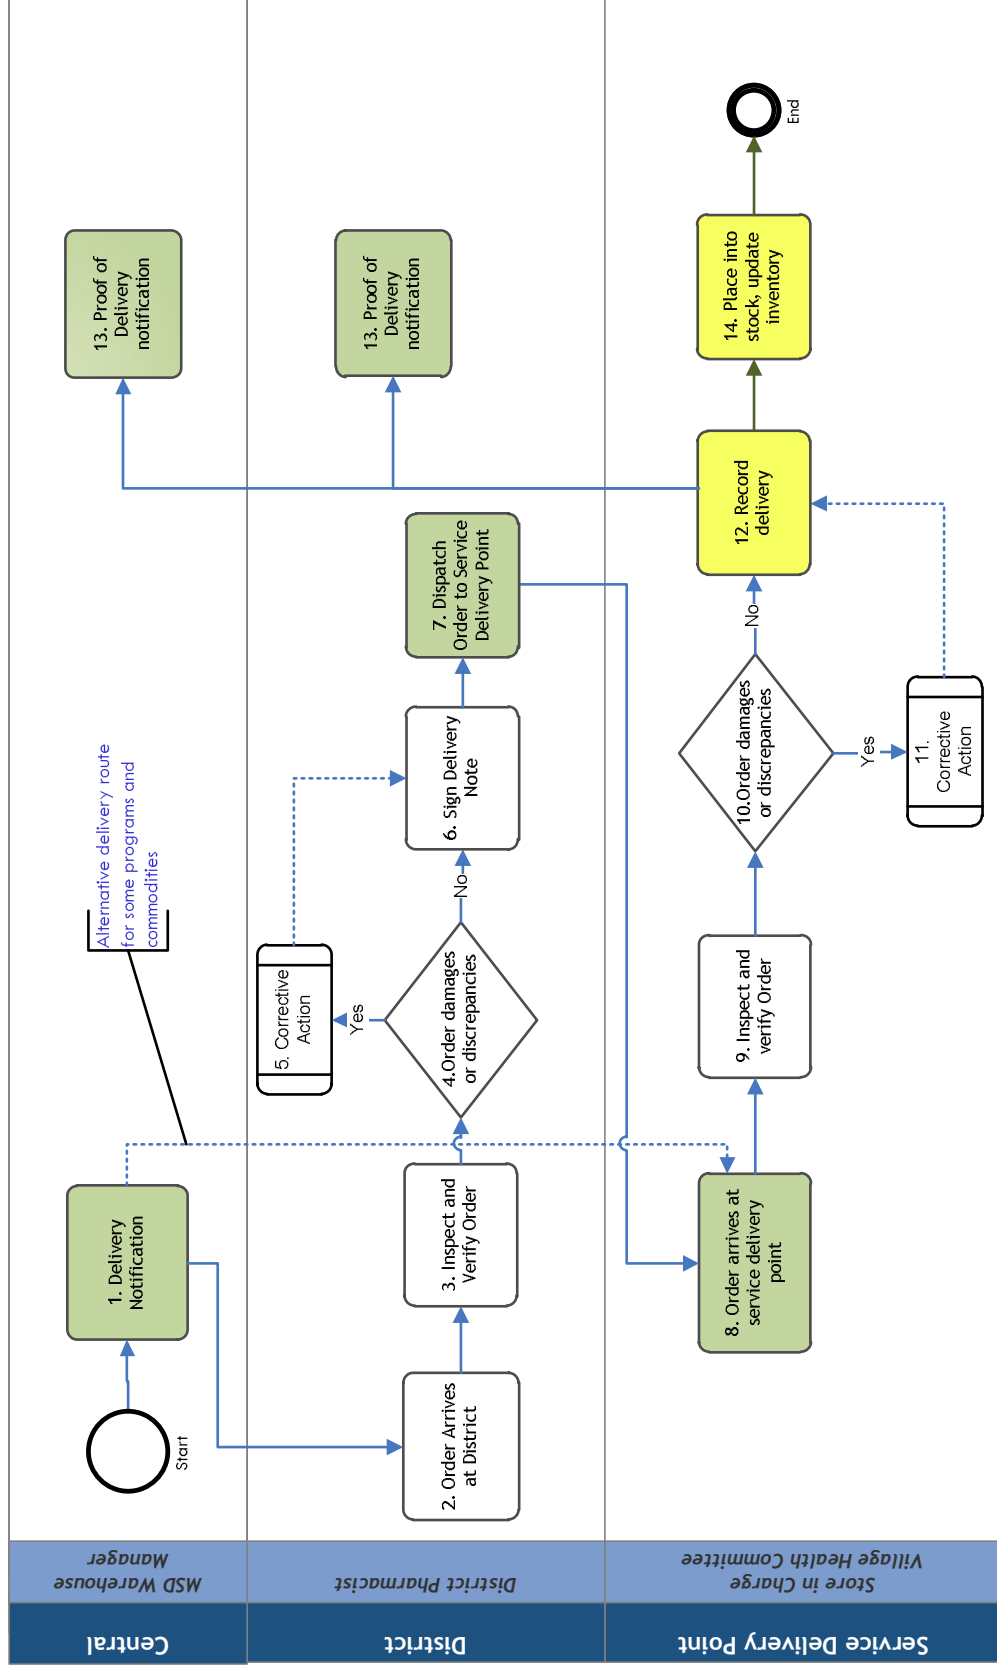 Central
MSD Warehouse
Manager
Start
1. Delivery
Notification
Alternative delivery route
for some programs and
commodities
13. Proof of
Delivery
notification
District
District Pharmacist
2. Order Arrives
at District
3. Inspect and
Verify Order
4.Order damages
or discrepancies
Yes
5. Corrective
Action
No
6. Sign Delivery
Note
7. Dispatch
Order to Service
Delivery Point
13. Proof of
Delivery
notification
Service Delivery Point
Store in Charge
Village Health Committee
8. Order arrives at
service delivery
point
9. Inspect and
verify Order
10.Order damages
or discrepancies
Yes
11.
Corrective
Action
No
12. Record
delivery
14. Place into
stock, update
inventory
End